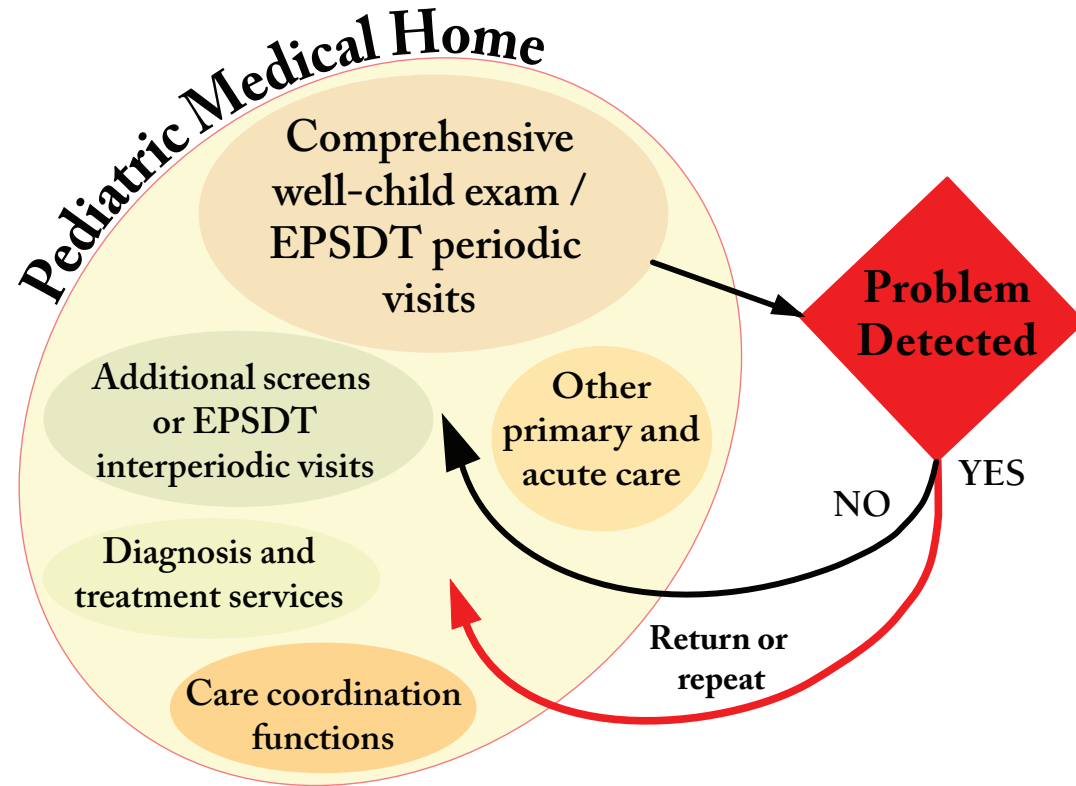 Pediatric Medical Home
Comprehensive
well-child exam /
EPSDT periodic
visits
Problem
Detected
Additional screens
or EPSDT
interperiodic visits
Other
primary and
acute care
YES
NO
Diagnosis and
treatment services
Return or
repeat
Care coordination
functions